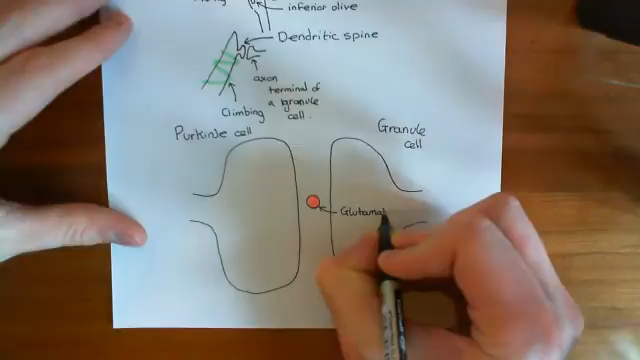 inferior olive
Dendritic spine
axon
terminal of
a granule
cell.
Climbing
Purkinje cell
Granule
cell
Glutamat